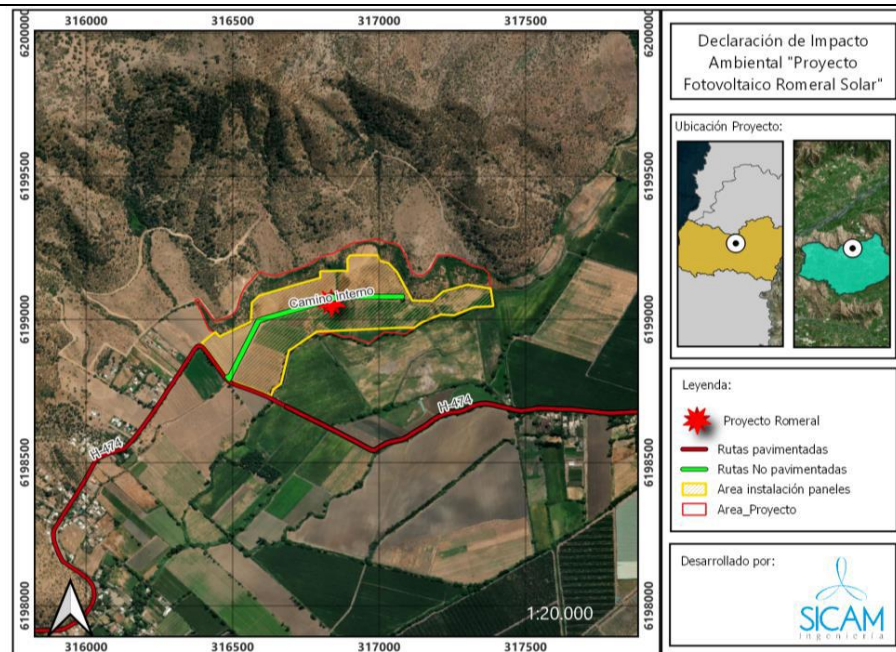 316000 316500 317000 317500
6200000 6200000
6199500 6199500
6199000 6199000
6198500 6198500
6198000 6198000
Camino Interno
H-474
H-474
1:20.000
316000 316500 317000 317500
Declaración de Impacto
Ambiental "Proyecto
Fotovoltaico Romeral Solar"
Ubicación Proyecto:
Leyenda:
Proyecto Romeral
Rutas pavimentadas
Rutas No pavimentadas
Area instalación paneles
Area_Proyecto
Desarrollado por:
SICAM
Ingeniería